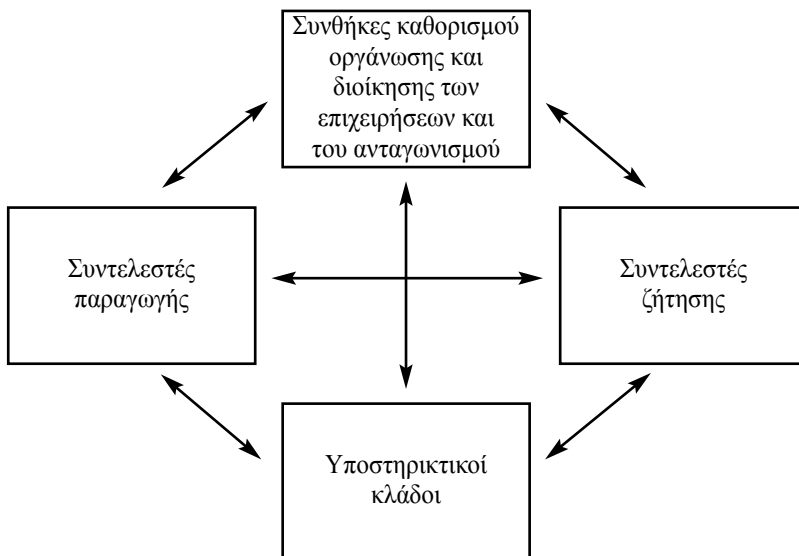 Συνθήκες καθορισμού
οργάνωσης και
διοίκησης των
επιχειρήσεων και
του ανταγωνισμού
Συντελεστές
παραγωγής
Συντελεστές
ζήτησης
Υποστηρικτικοί
κλάδοι